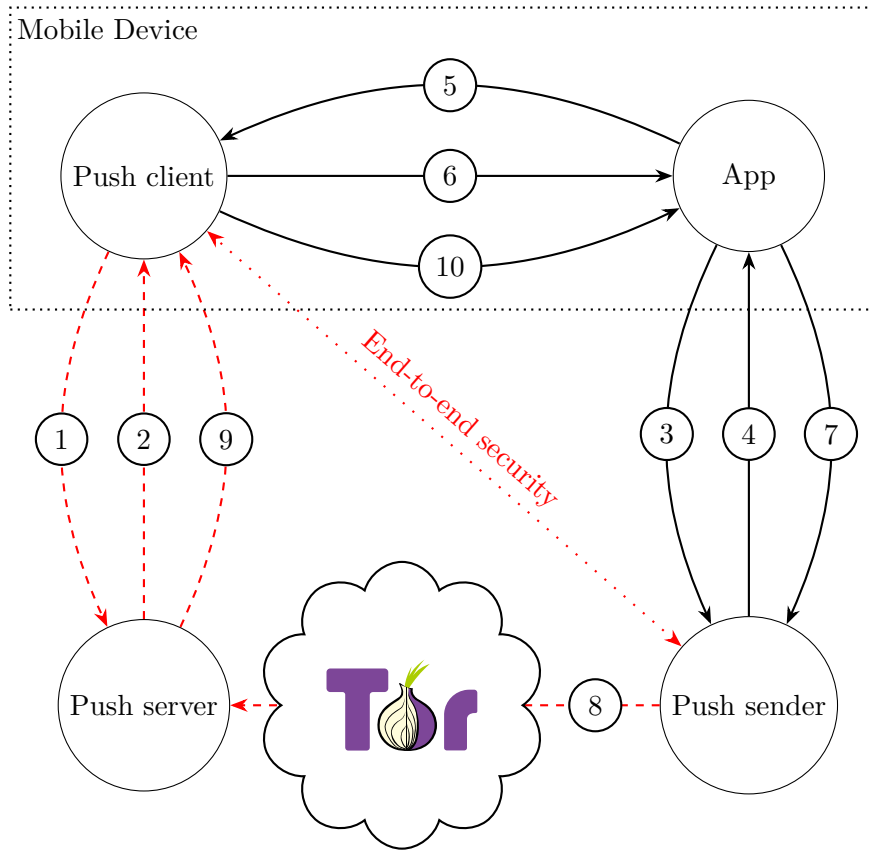 Mobile Device
5
Push client
6
App
10
End-to-end security
1
2
9
3
4
7
Push server
Tor
8
Push sender